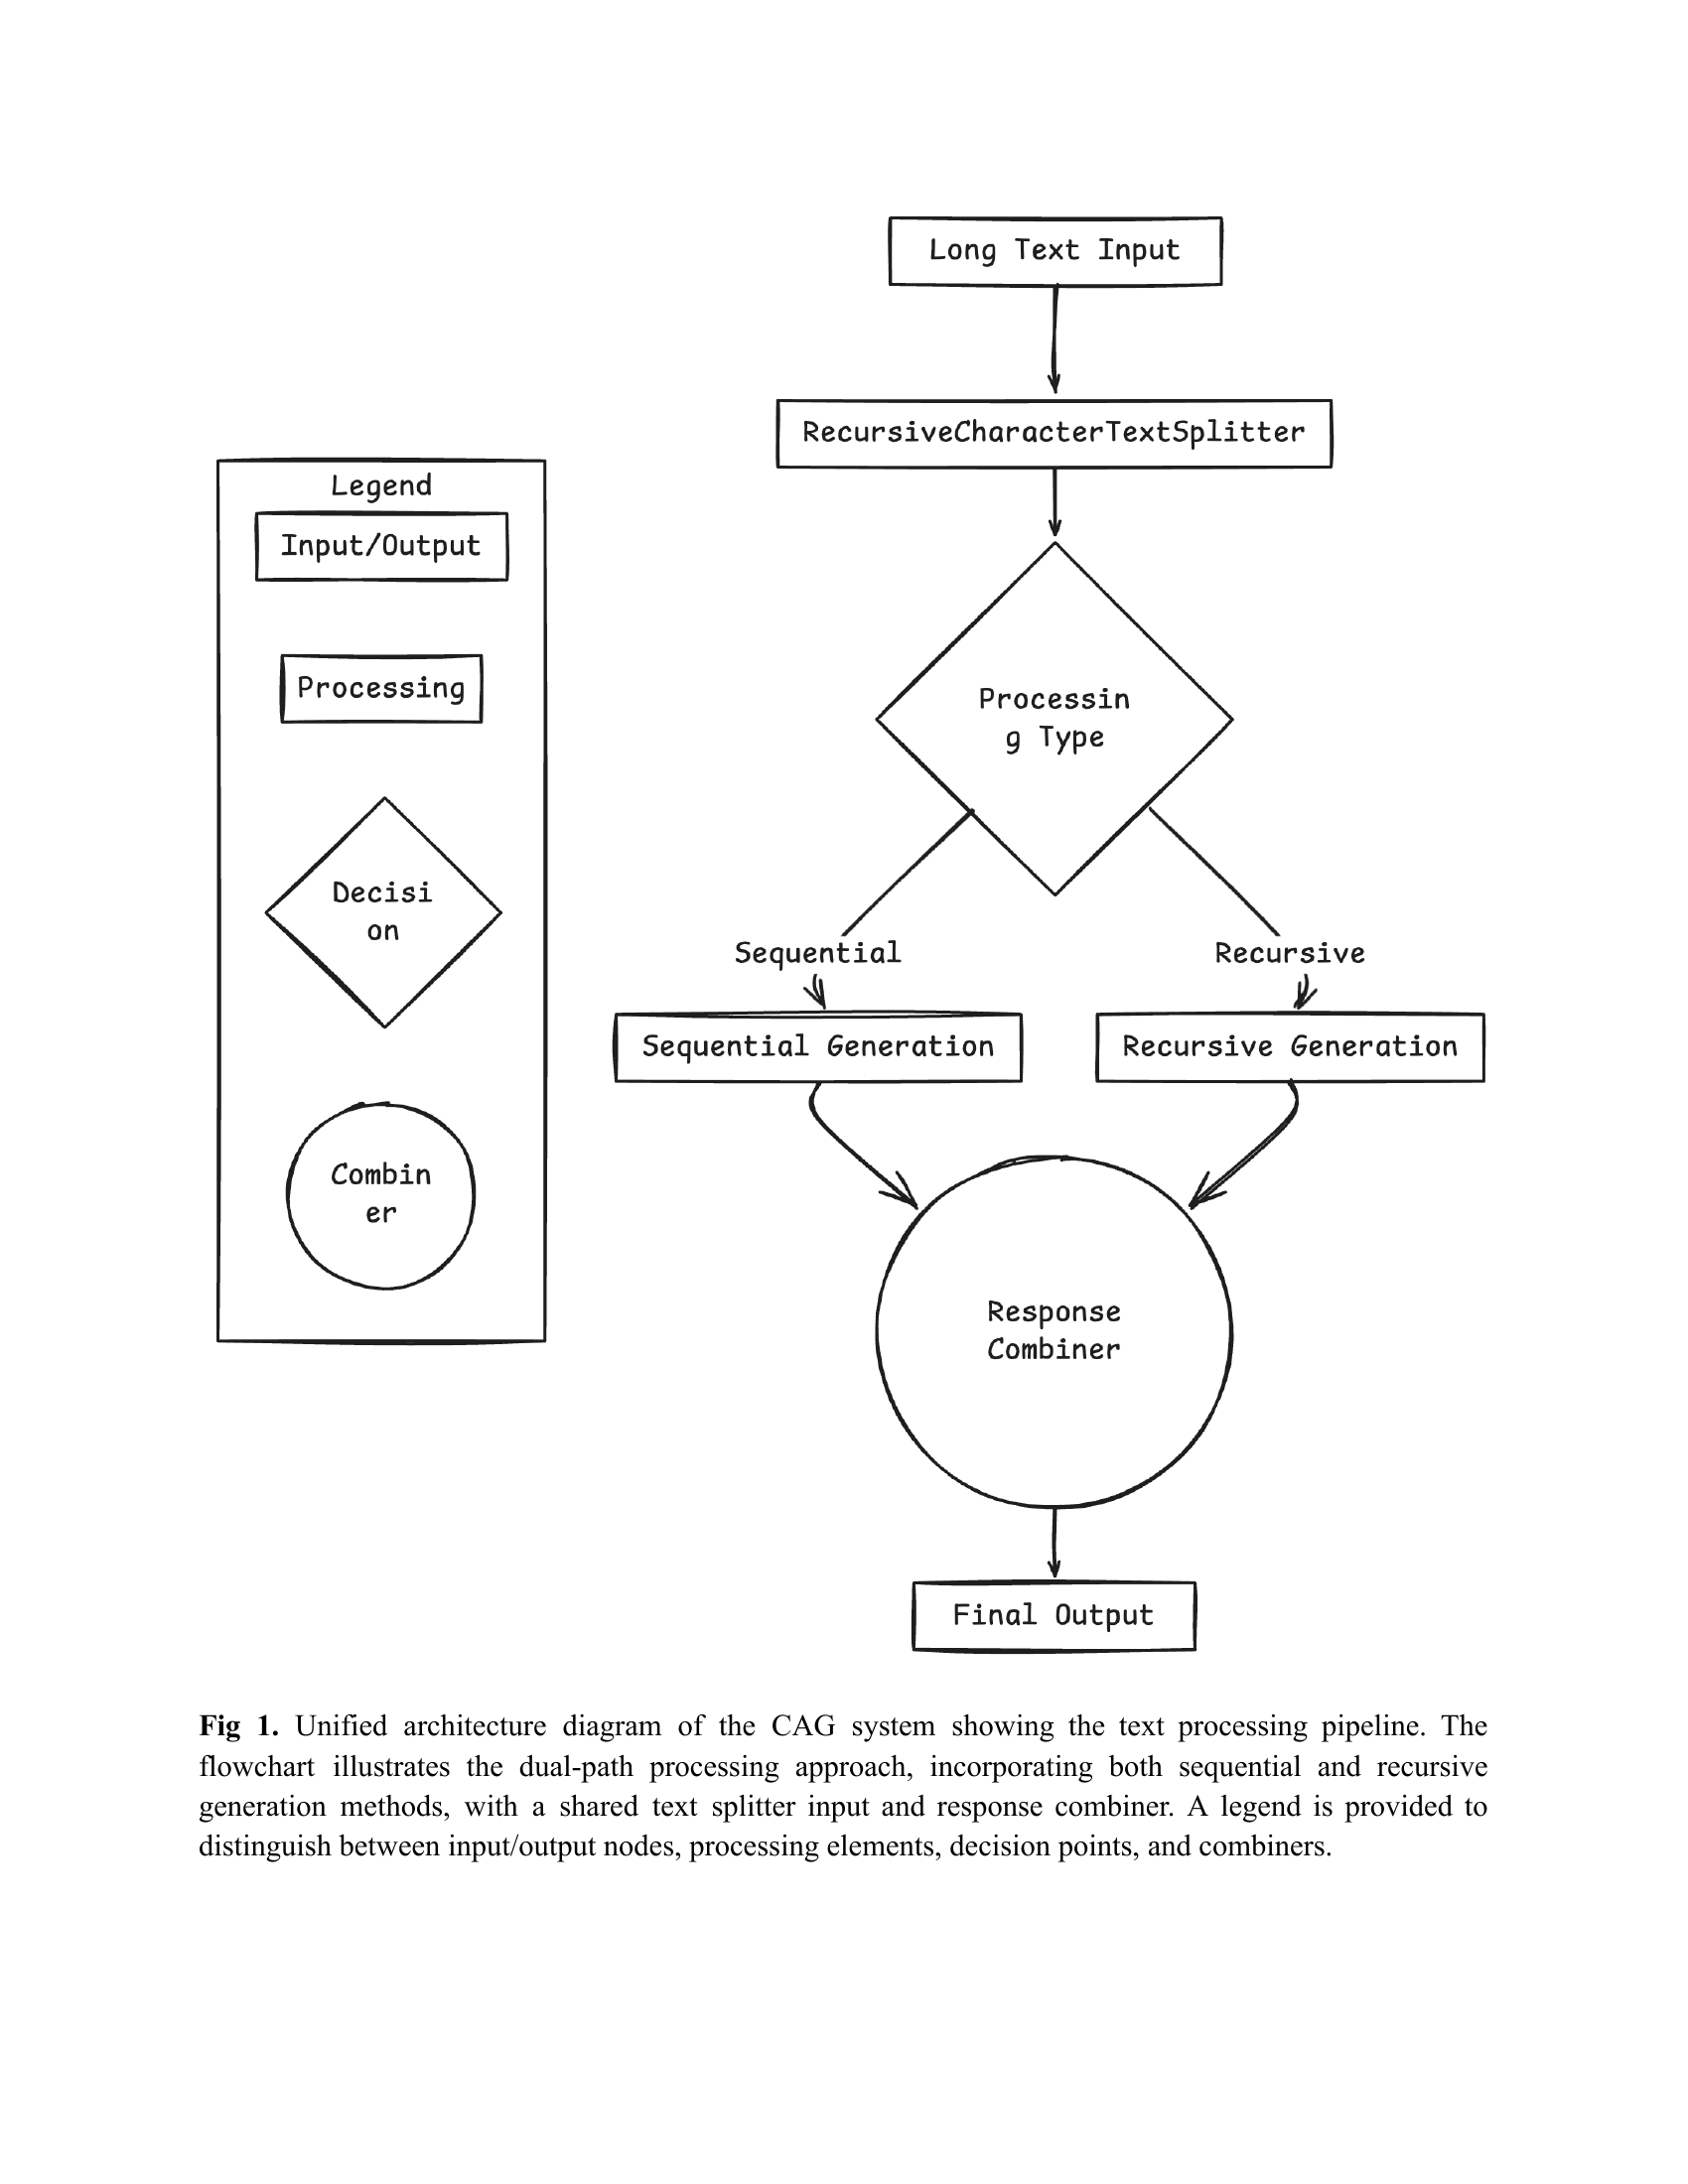 Long Text Input
RecursiveCharacterTextSplitter
Legend
Input/Output
Processing
Decisi
on
Combin
er
Processin
g Type
Sequential
Recursive
Sequential Generation
Recursive Generation
Response
Combiner
Final Output
Fig 1. Unified architecture diagram of the CAG system showing the text processing pipeline. The
flowchart illustrates the dual-path processing approach, incorporating both sequential and recursive
generation methods, with a shared text splitter input and response combiner. A legend is provided to
distinguish between input/output nodes, processing elements, decision points, and combiners.